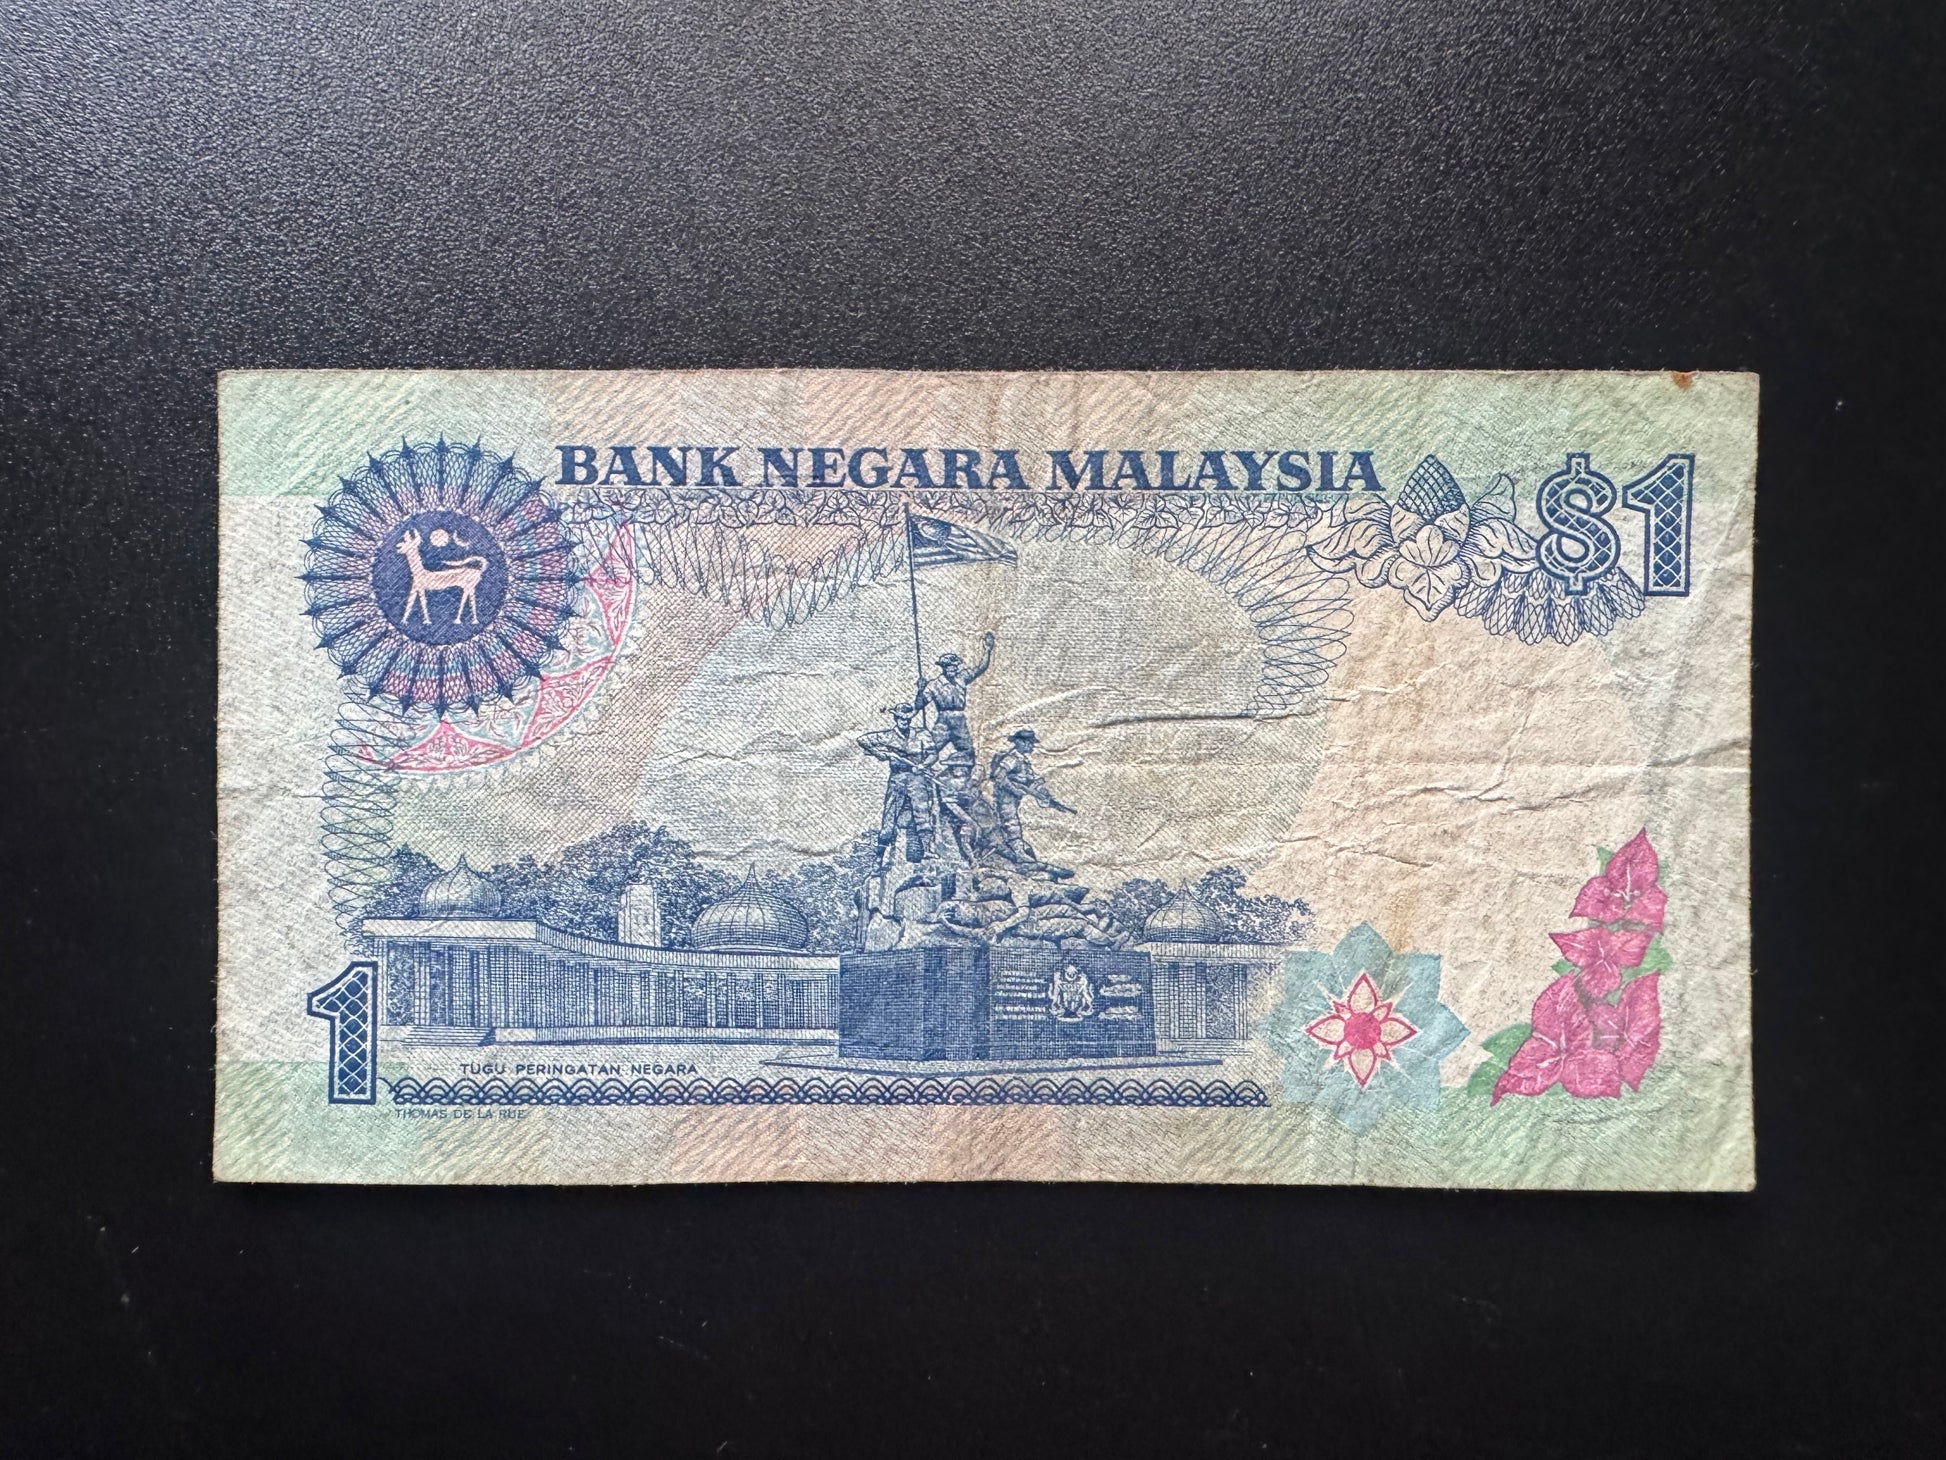 BANK NEGARA MALAYSIA
$1
1
TUGU PERINGATAN NEGARA
THOMAS DE LA RUE